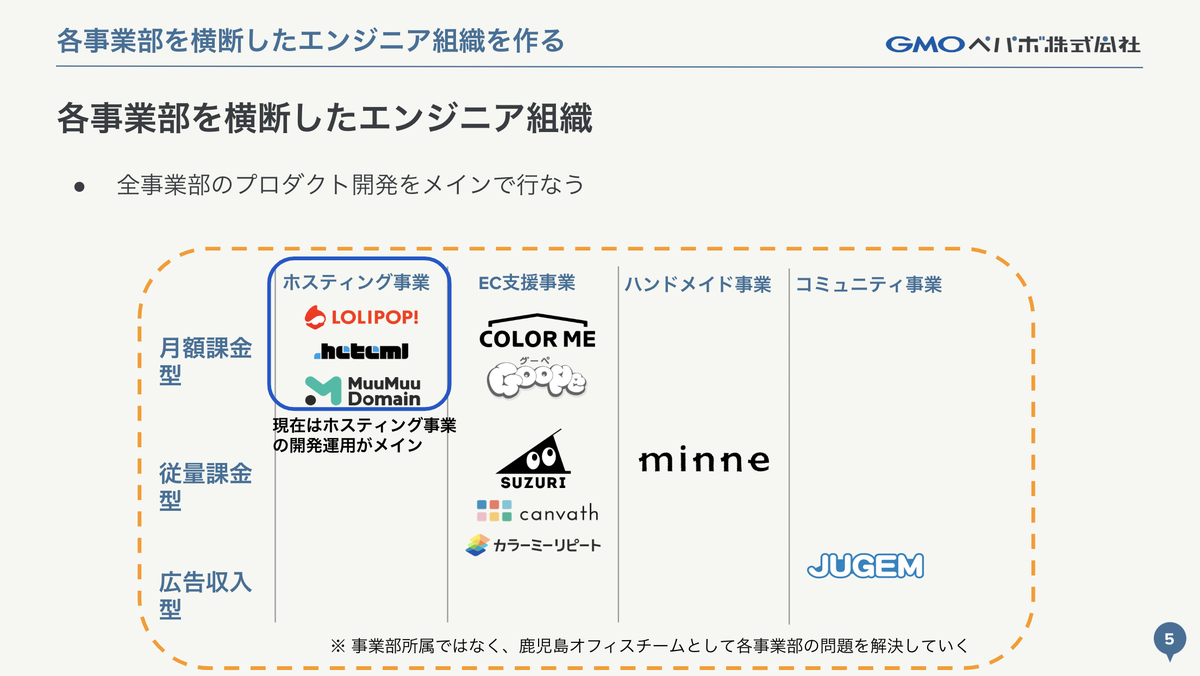 各事業部を横断したエンジニア組織を作る
GMOペパボ株式会社
各事業部を横断したエンジニア組織
● 全事業部のプロダクト開発をメインで行なう
ホスティング事業
EC支援事業
ハンドメイド事業
コミュニティ事業
月額課金
型
LOLIPOP!
.heteml
MuuMuu
Domain
現在はホスティング事業
の開発運用がメイン
COLOR ME
グーペ
Goope
従量課金
型
SUZURI
canvath
カラーミーリピート
minne
広告収入
型
JUGEM
※ 事業部所属ではなく、鹿児島オフィスチームとして各事業部の問題を解決していく
5